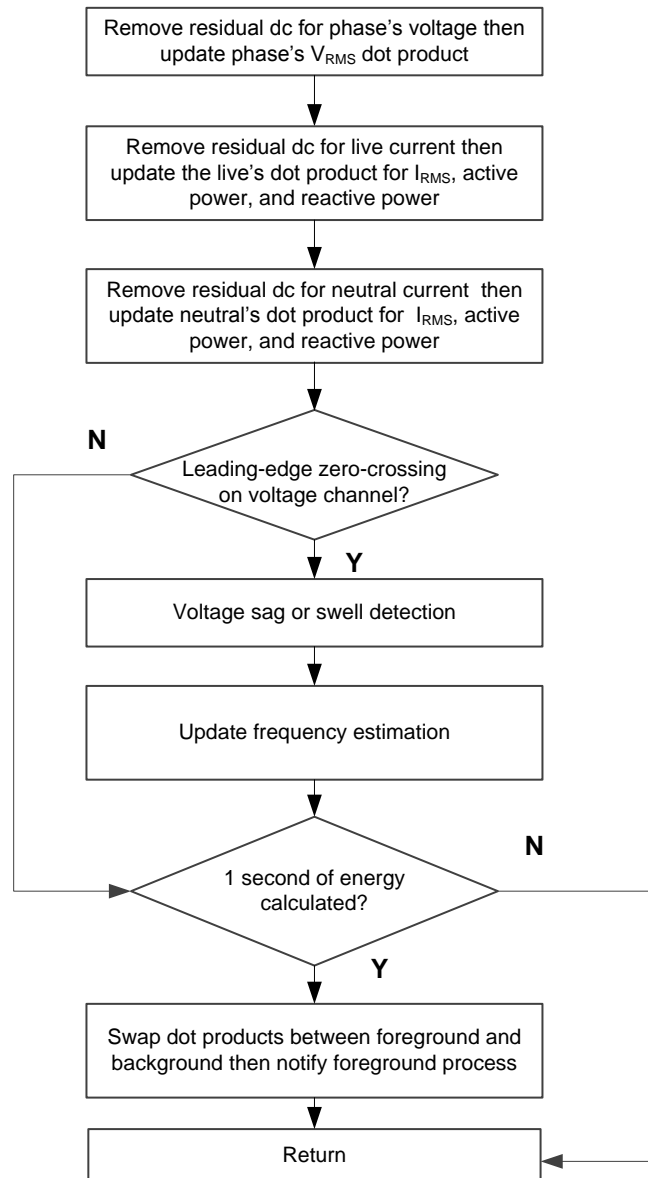 Remove residual dc for phase’s voltage then
update phase’s VRMS dot product
Remove residual dc for live current then
update the live’s dot product for IRMS, active
power, and reactive power
Remove residual dc for neutral current then
update neutral’s dot product for IRMS, active
power, and reactive power
N
Leading-edge zero-crossing
on voltage channel?
Y
Voltage sag or swell detection
Update frequency estimation
N
1 second of energy
calculated?
Y
Swap dot products between foreground and
background then notify foreground process
Return